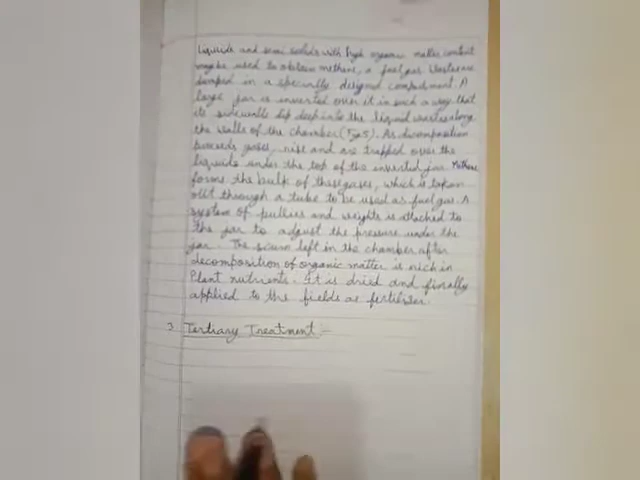 Liquids and semi solids with high organic matter content
may be used to obtain methane, a fuel gas. Wastes are
dumped in a specially designed compartment. A
large jar is inverted over it in such a way that
its sidewalls dip deep into the liquid wastes along
the walls of the chamber (Fig 5). As decomposition
proceeds gases, rise and are trapped over the
liquids under the top of the inverted jar. Methane
forms the bulk of these gases, which is taken
out through a tube to be used as fuel gas. A
system of pullies and weights is attached to
the jar to adjust the pressure under the
jar. The scum left in the chamber after
decomposition of organic matter is rich in
Plant nutrients. It is dried and finally
applied to the fields as fertilizer.
3. Tertiary Treatment :-